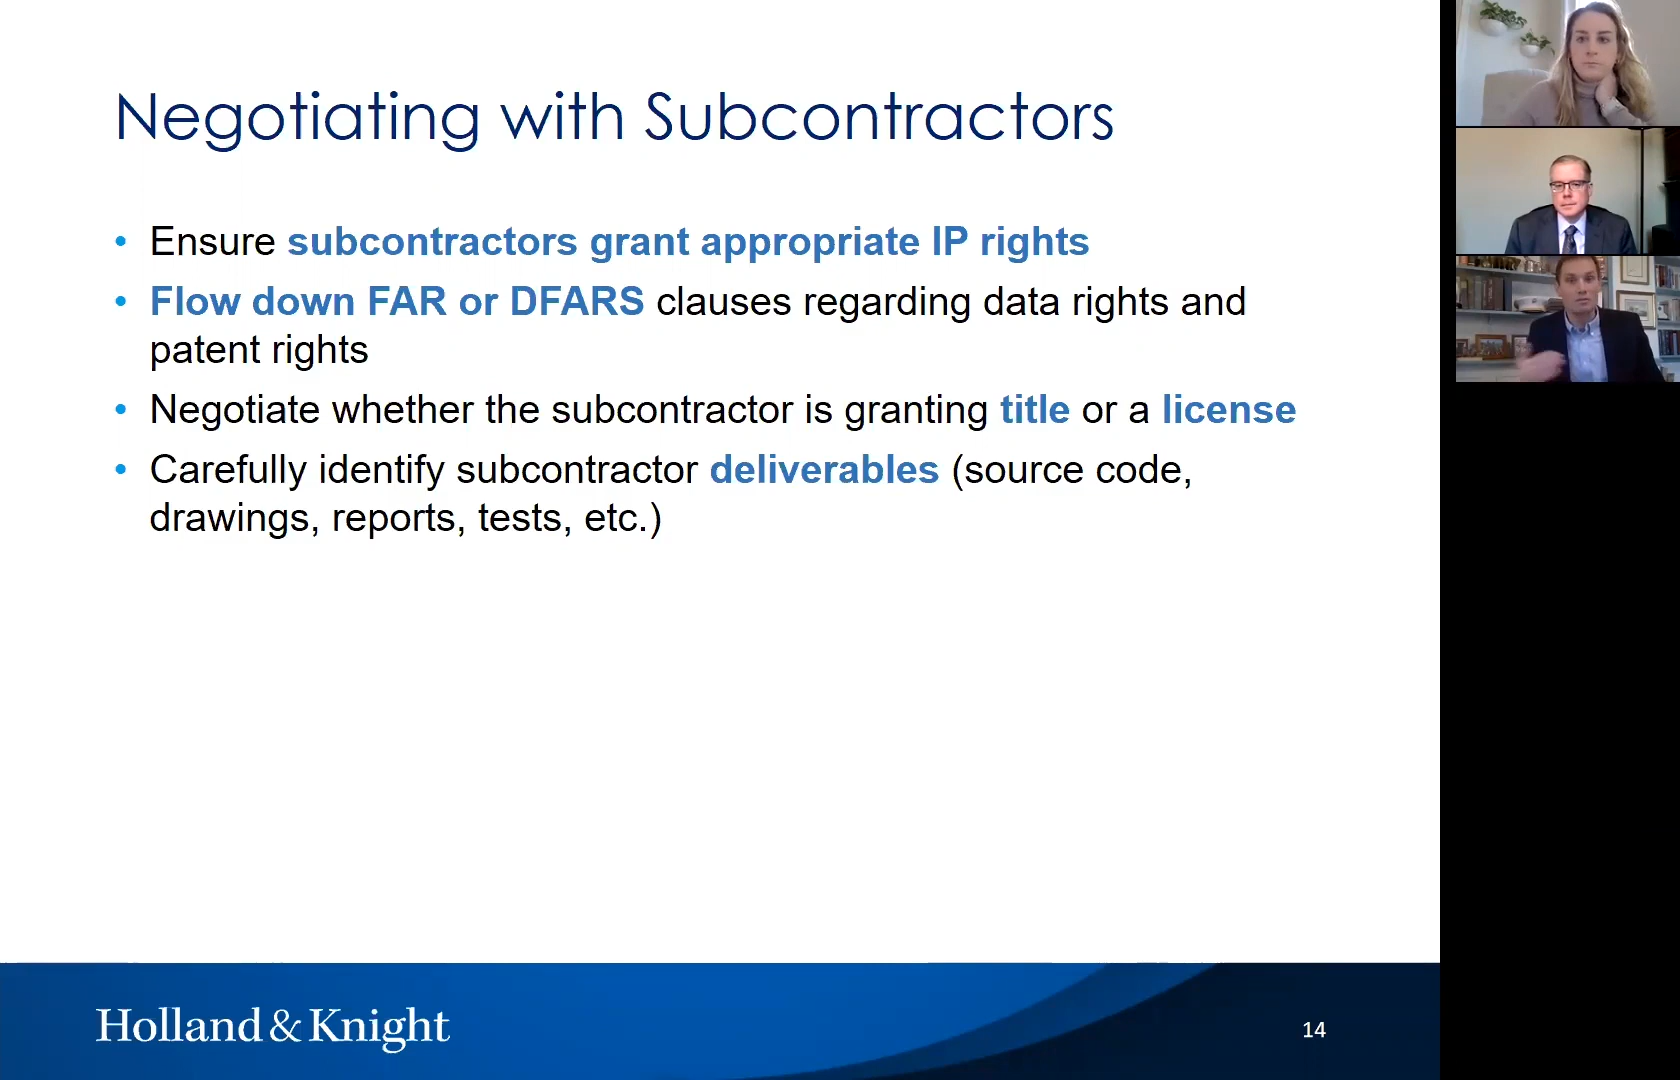 Negotiating with Subcontractors
• Ensure subcontractors grant appropriate IP rights
• Flow down FAR or DFARS clauses regarding data rights and
patent rights
• Negotiate whether the subcontractor is granting title or a license
• Carefully identify subcontractor deliverables (source code,
drawings, reports, tests, etc.)
Holland & Knight
14